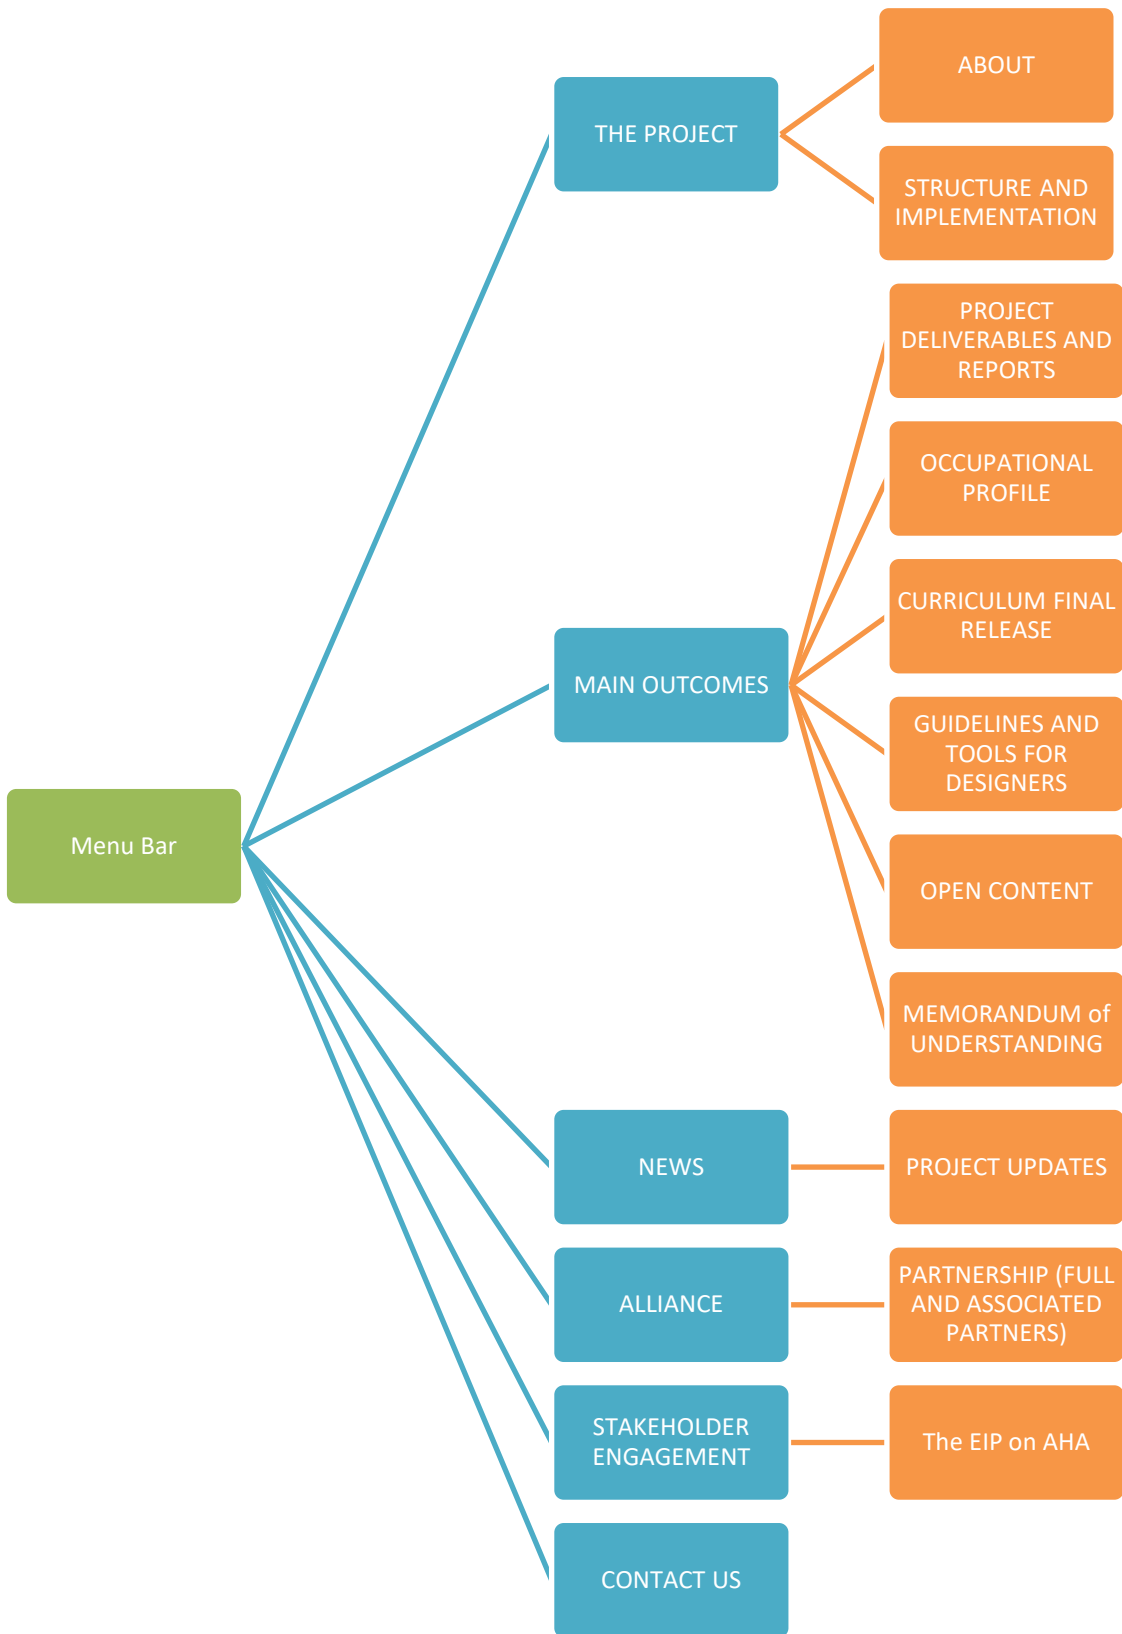 ABOUT
THE PROJECT
STRUCTURE AND
IMPLEMENTATION
PROJECT
DELIVERABLES AND
REPORTS
OCCUPATIONAL
PROFILE
CURRICULUM FINAL
RELEASE
MAIN OUTCOMES
GUIDELINES AND
TOOLS FOR
DESIGNERS
Menu Bar
OPEN CONTENT
MEMORANDUM of
UNDERSTANDING
NEWS
PROJECT UPDATES
ALLIANCE
PARTNERSHIP (FULL
AND ASSOCIATED
PARTNERS)
STAKEHOLDER
ENGAGEMENT
The EIP on AHA
CONTACT US